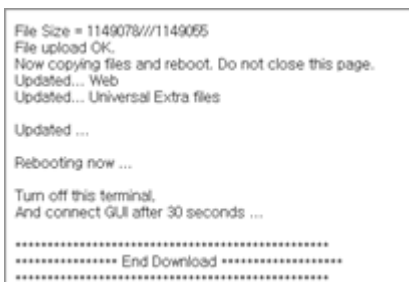 File Size = 1149078///1149055
File upload OK.
Now copying files and reboot. Do not close this page.
Updated... Web
Updated... Universal Extra files
Updated ...
Rebooting now ...
Turn off this terminal.
And connect GUI after 30 seconds ...
**************************************************
**************** End Download *******************
**************************************************